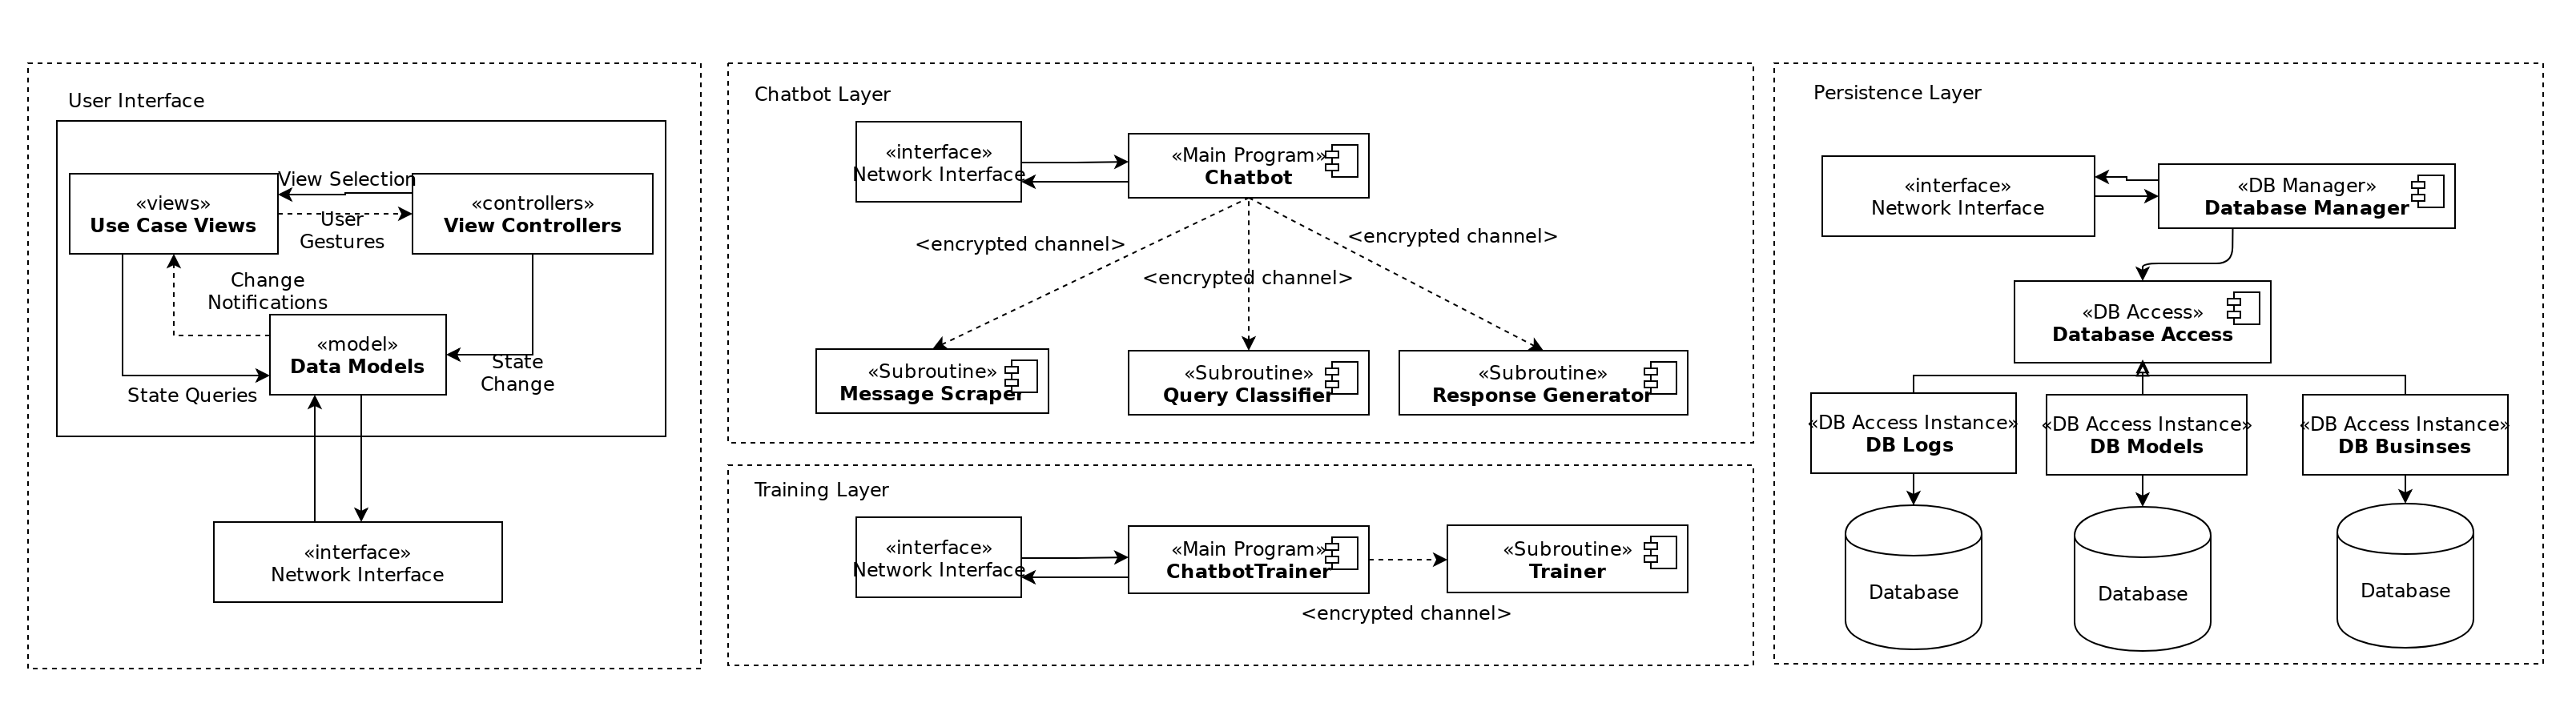 User Interface
«views»
Use Case Views
View Selection
User
Gestures
«controllers»
View Controllers
Change
Notifications
«model»
Data Models
State
Change
State Queries
«interface»
Network Interface
Chatbot Layer
«interface»
Network Interface
«Main Program»
Chatbot
<encrypted channel>
<encrypted channel>
<encrypted channel>
«Subroutine»
Message Scraper
«Subroutine»
Query Classifier
«Subroutine»
Response Generator
Training Layer
«interface»
Network Interface
«Main Program»
ChatbotTrainer
«Subroutine»
Trainer
<encrypted channel>
Persistence Layer
«interface»
Network Interface
«DB Manager»
Database Manager
«DB Access»
Database Access
«DB Access Instance»
DB Logs
«DB Access Instance»
DB Models
«DB Access Instance»
DB Businses
Database
Database
Database